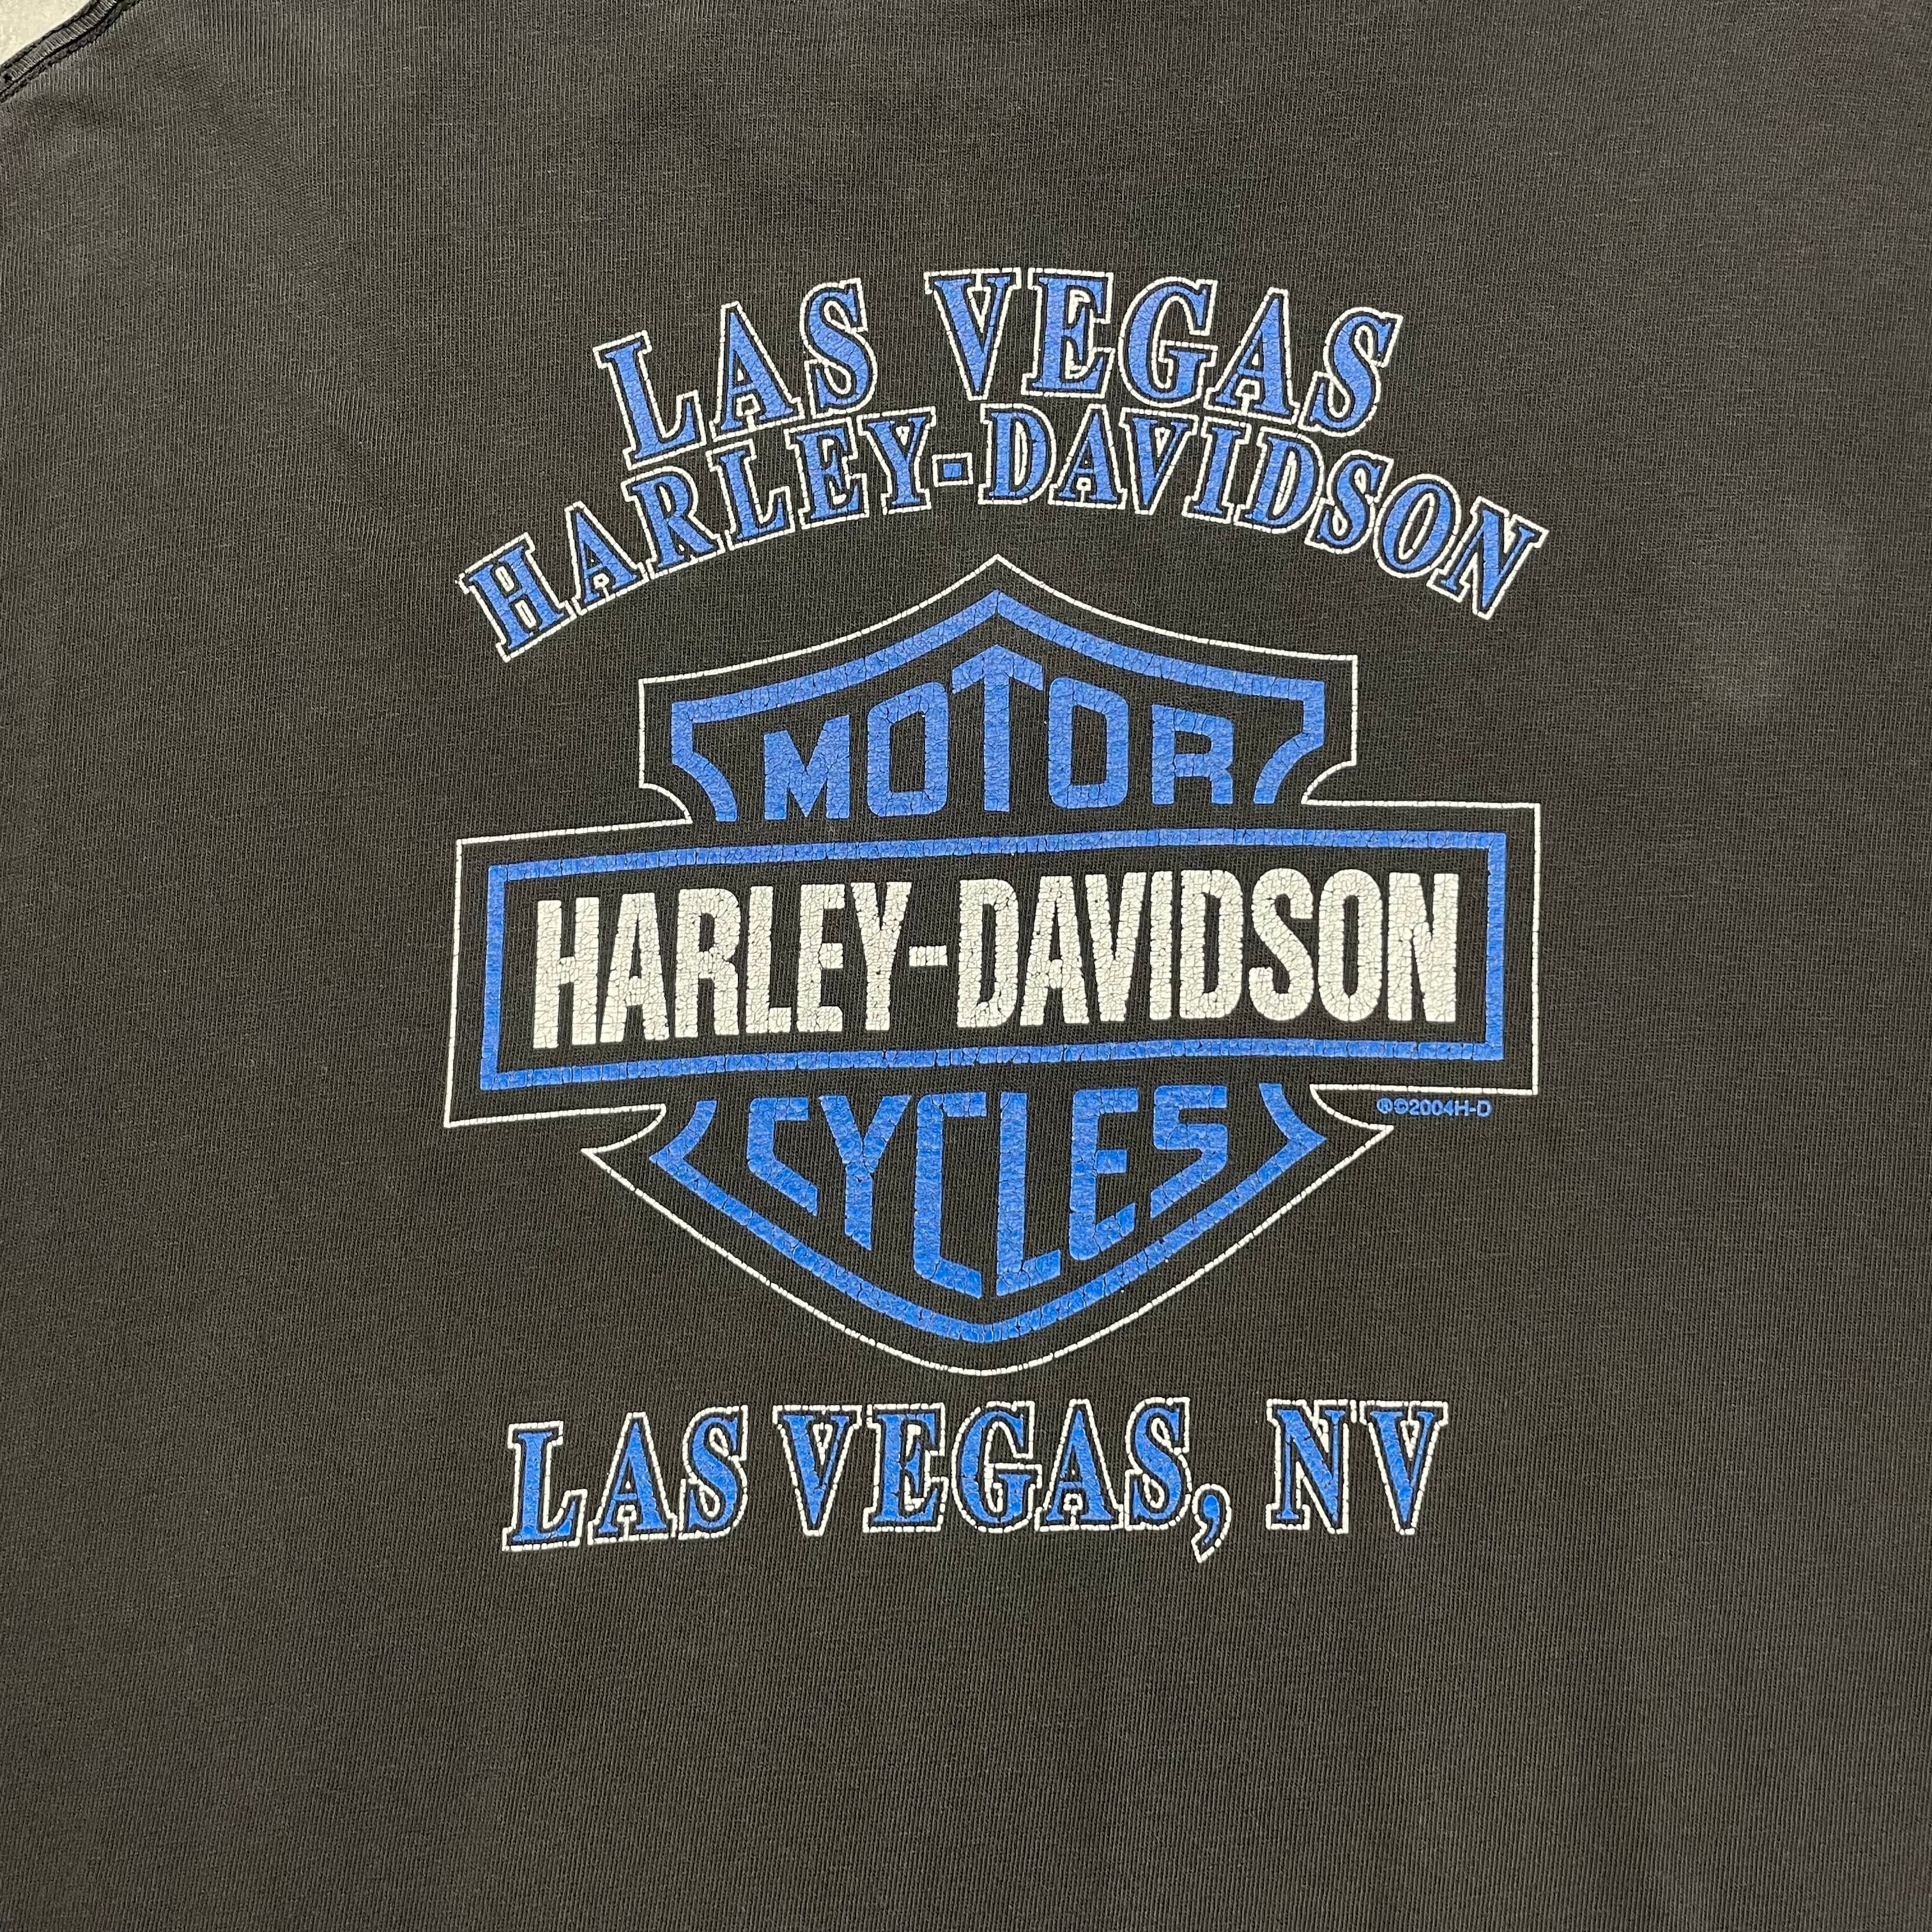 LAS VEGAS
HARLEY-DAVIDSON
MOTOR
HARLEY-DAVIDSON
CYCLES
®©2004H-D
LAS VEGAS, NV